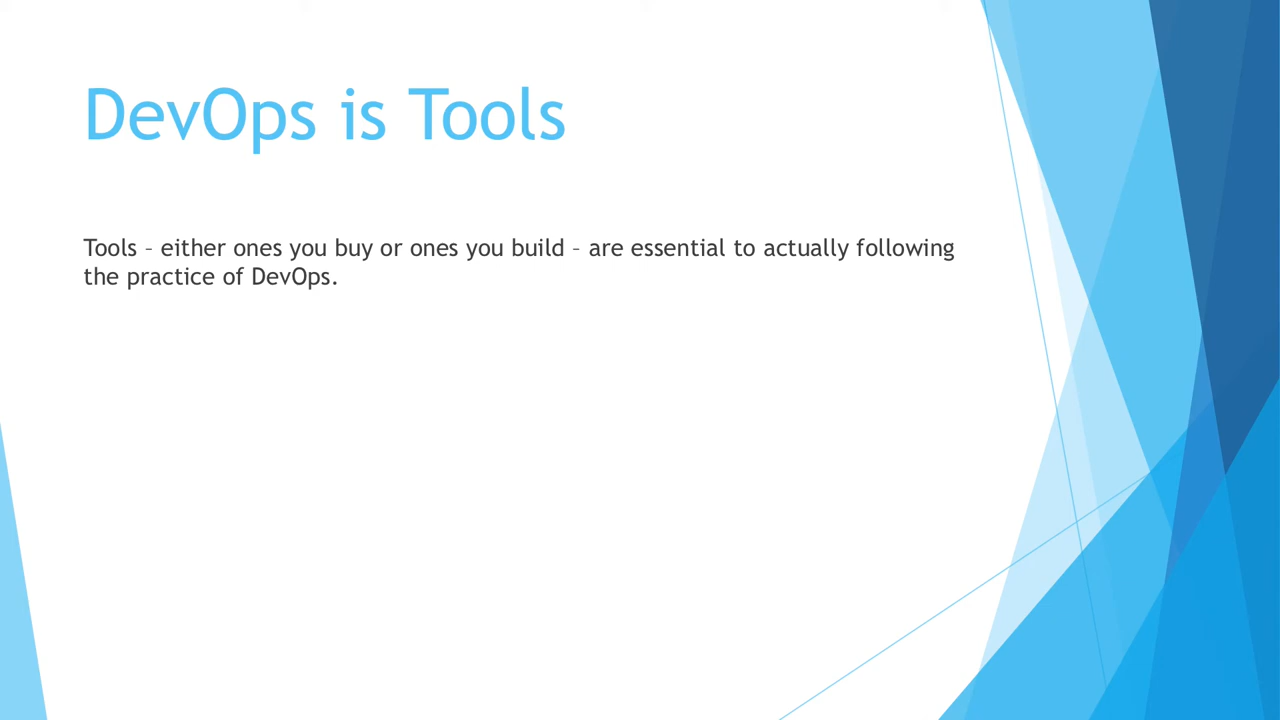 DevOps is Tools
Tools – either ones you buy or ones you build – are essential to actually following
the practice of DevOps.